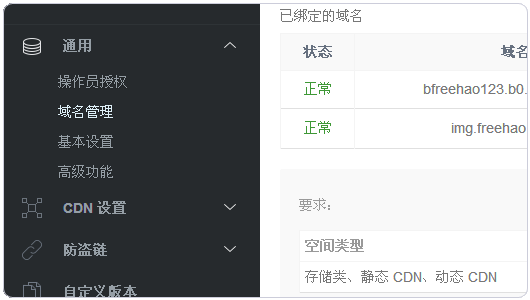 通用
操作员授权
域名管理
基本设置
高级功能
CDN 设置
防盗链
自定义版本
已绑定的域名
状态 域名
正常 bfreehao123.b0.
正常 img.freehao
要求：
空间类型
存储类、静态 CDN、动态 CDN